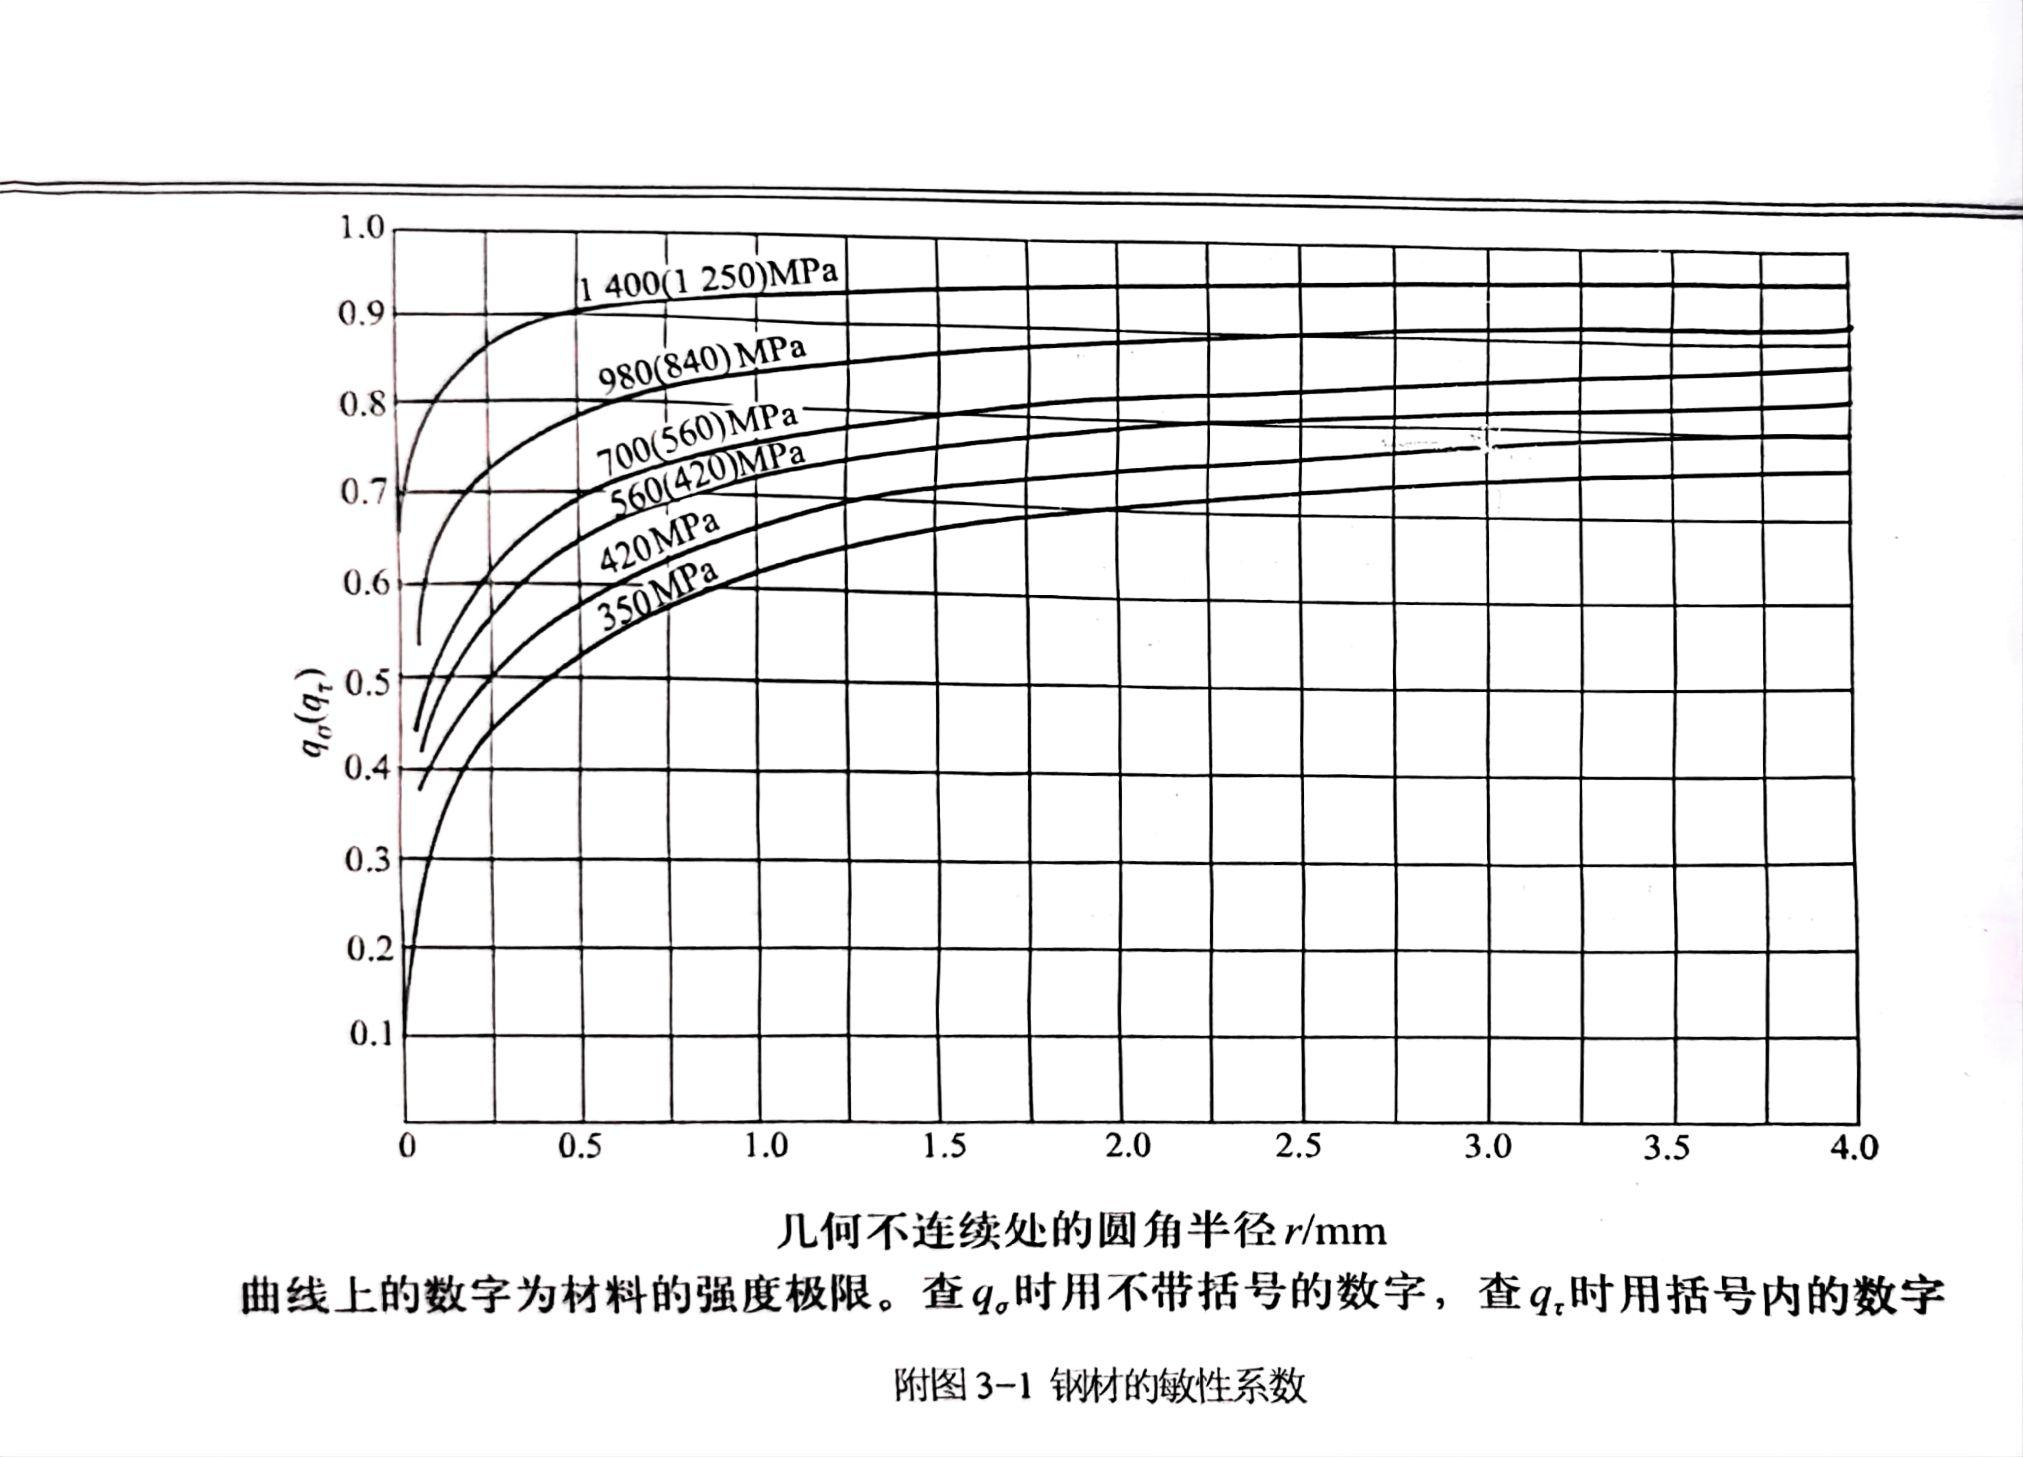 1.0
0.9
0.8
0.7
0.6
0.5
0.4
0.3
0.2
0.1
qσ(qτ)
1 400(1 250)MPa
980(840)MPa
700(560)MPa
560(420)MPa
420MPa
350MPa
0 0.5 1.0 1.5 2.0 2.5 3.0 3.5 4.0
几何不连续处的圆角半径r/mm
曲线上的数字为材料的强度极限。查qσ时用不带括号的数字，查qτ时用括号内的数字
附图3-1 钢材的敏性系数